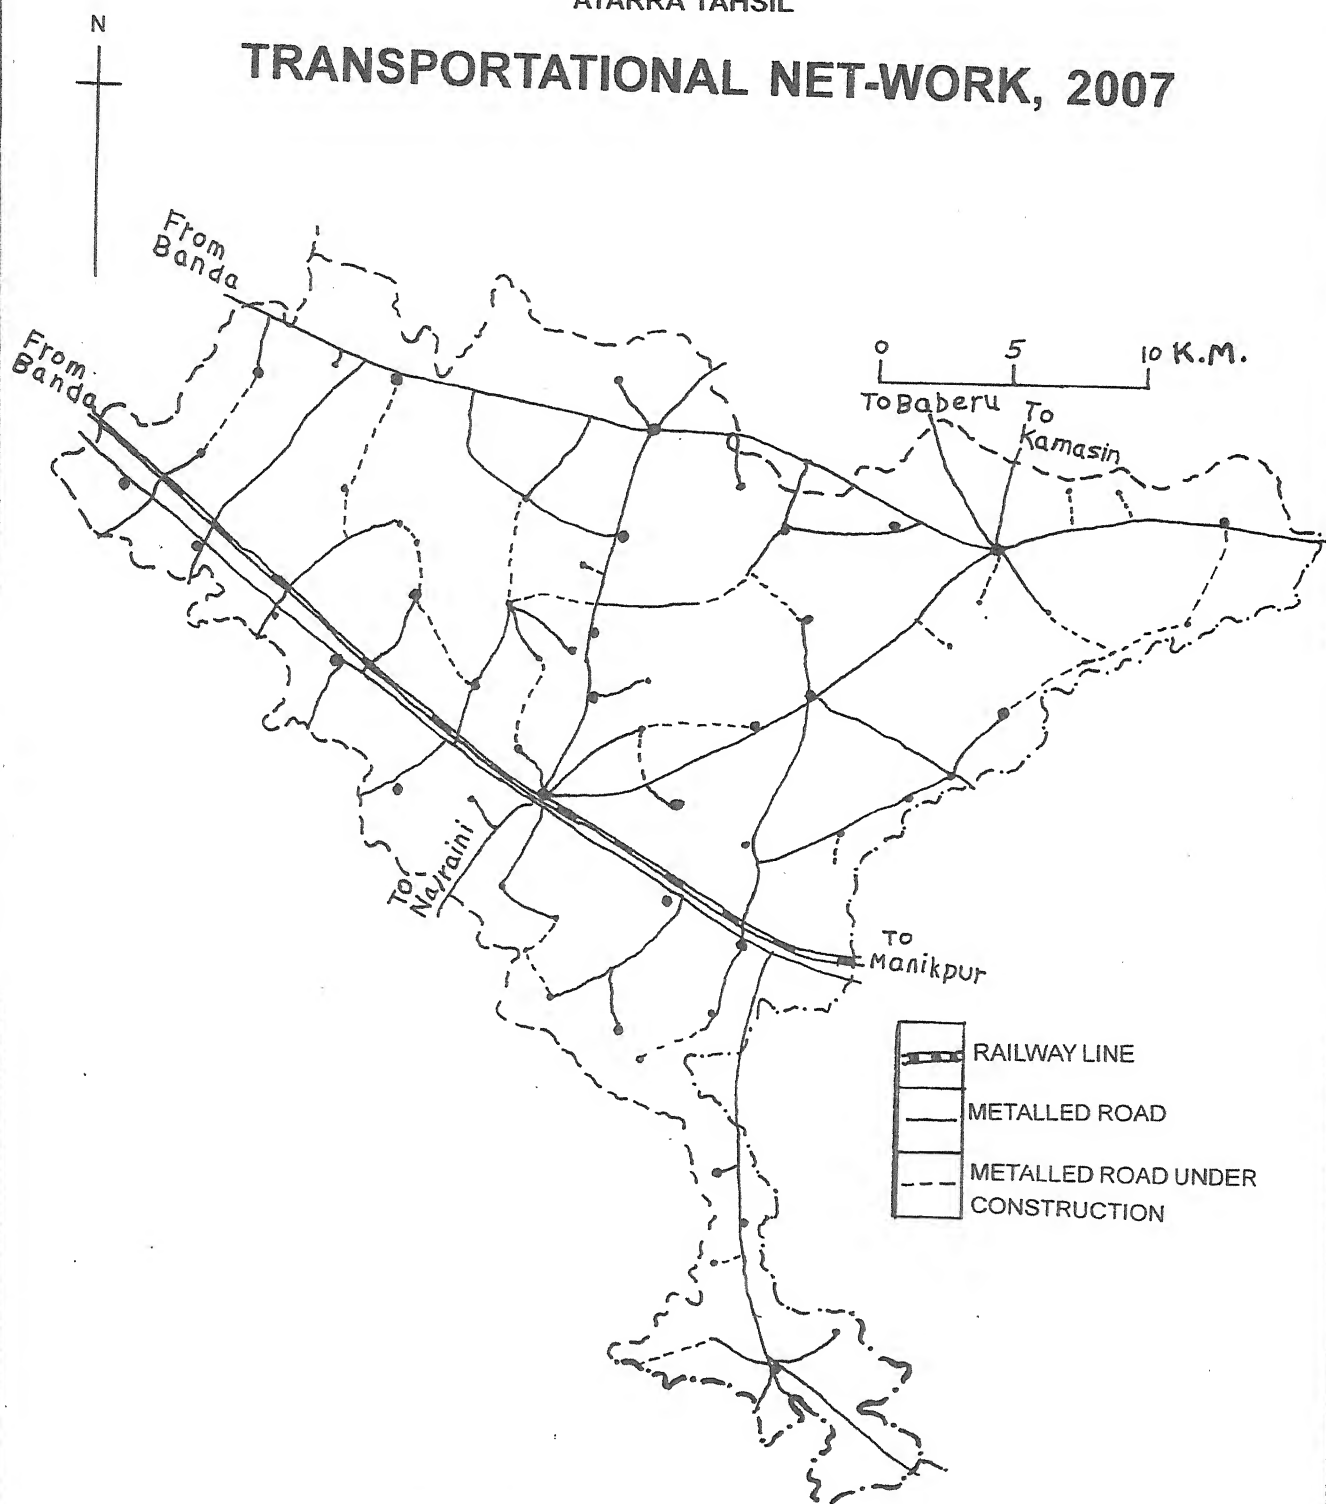 ATARRA TAHSIL
N
TRANSPORTATIONAL NET-WORK, 2007
From
Banda
From
Banda
0 5 10 K.M.
To Baberu
To
Kamasin
To
Naraini
To
Manikpur
RAILWAY LINE
METALLED ROAD
METALLED ROAD UNDER
CONSTRUCTION